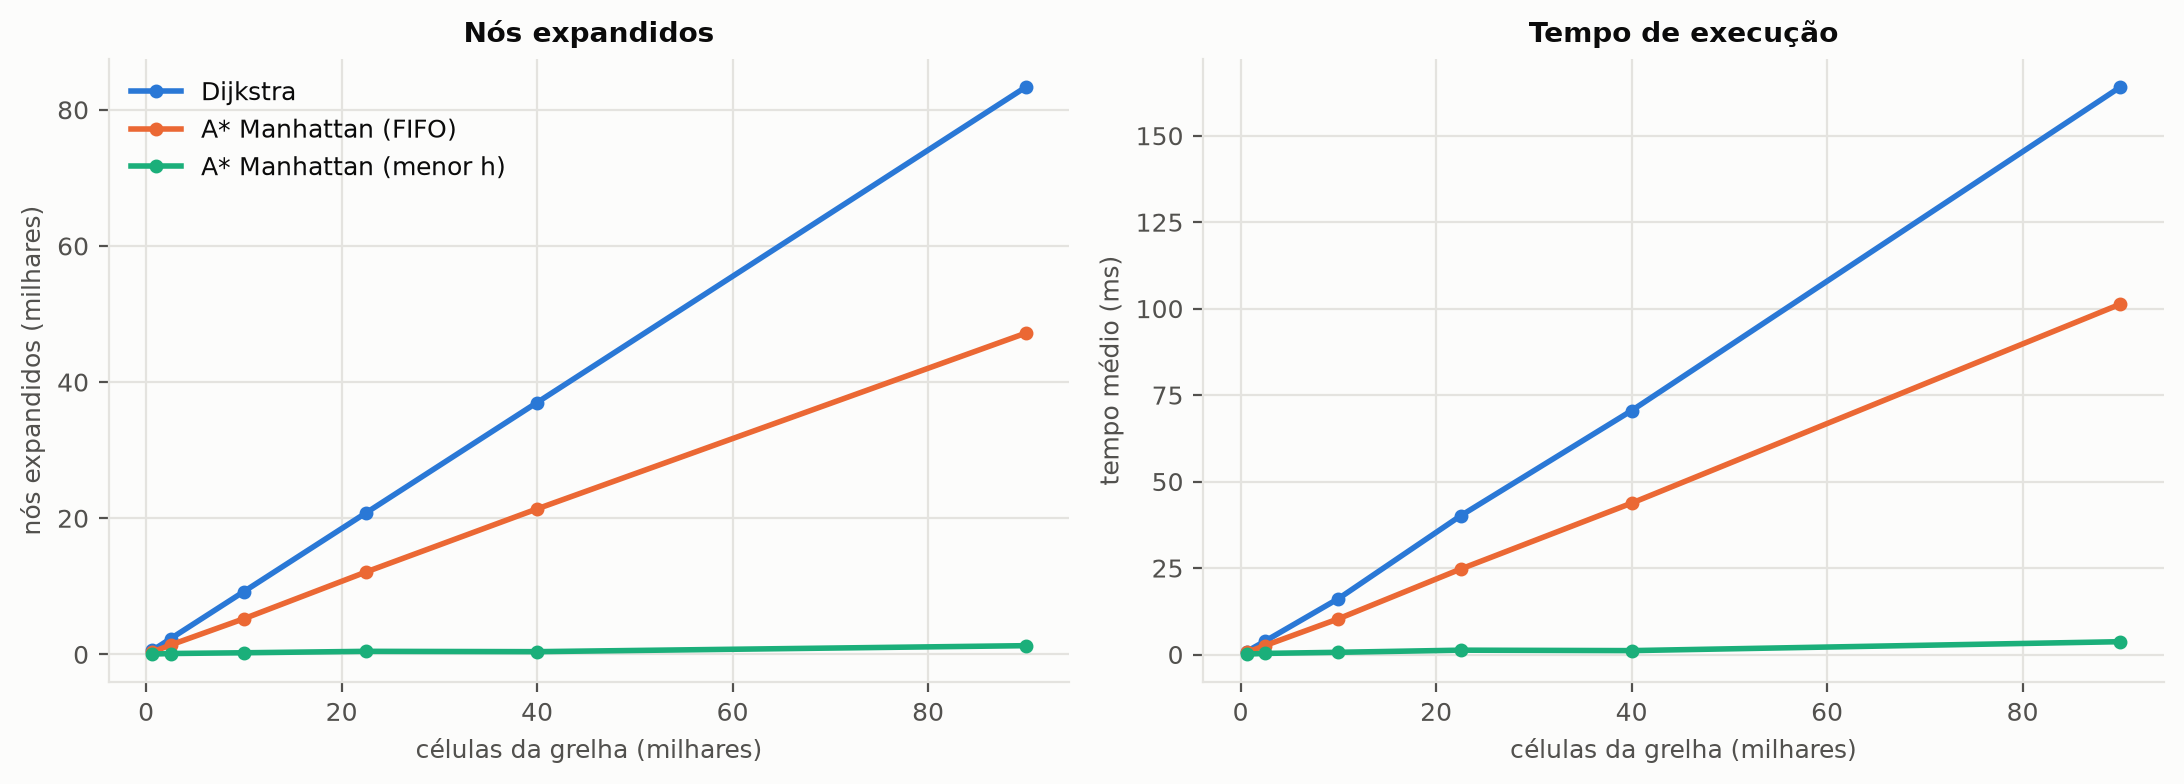 Nós expandidos
Dijkstra
A* Manhattan (FIFO)
A* Manhattan (menor h)
nós expandidos (milhares)
80
60
40
20
0
0 20 40 60 80
células da grelha (milhares)
Tempo de execução
tempo médio (ms)
150
125
100
75
50
25
0
0 20 40 60 80
células da grelha (milhares)